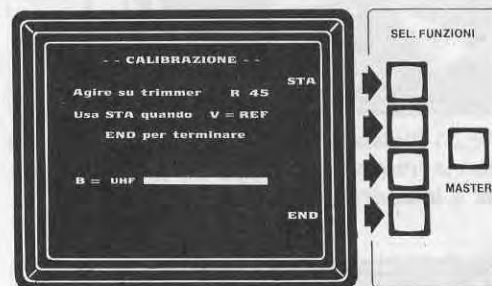 SEL. FUNZIONI
- - CALIBRAZIONE - -
STA
Agire su trimmer R 45
Usa STA quando V = REF
END per terminare
MASTER
B = UHF
END